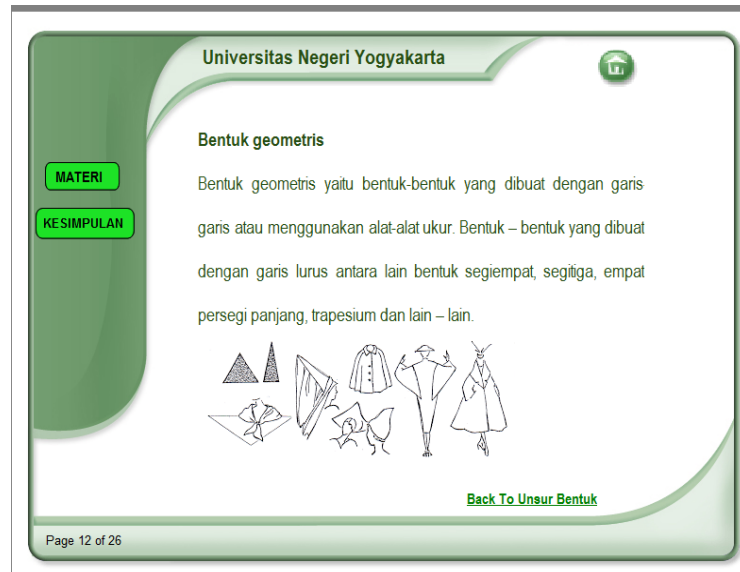 Universitas Negeri Yogyakarta
Bentuk geometris
MATERI
Bentuk geometris yaitu bentuk-bentuk yang dibuat dengan garis
KESIMPULAN
garis atau menggunakan alat-alat ukur. Bentuk – bentuk yang dibuat
dengan garis lurus antara lain bentuk segiempat, segitiga, empat
persegi panjang, trapesium dan lain – lain.
Back To Unsur Bentuk
Page 12 of 26